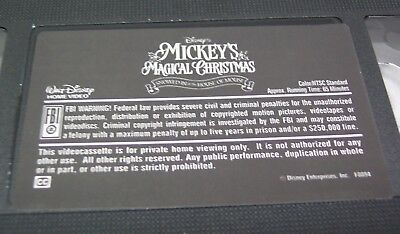 Disney's
MICKEY'S
MAGICAL CHRISTMAS
SNOWED IN AT THE HOUSE OF MOUSE
Walt Disney
HOME VIDEO
Color/NTSC Standard
Approx. Running Time: 65 Minutes
FBI WARNING! Federal law provides severe civil and criminal penalties for the unauthorized
reproduction, distribution or exhibition of copyrighted motion pictures, videotapes, or
videodiscs. Criminal copyright infringement is investigated by the FBI and may constitute
a felony with a maximum penalty of up to five years in prison and/or a $250,000 fine.
FBI
This videocassette is for private home viewing only. It is not authorized for any
other use. All other rights reserved. Any public performance, duplication in whole
or in part, or other use is strictly prohibited.
CC
© Disney Enterprises, Inc.